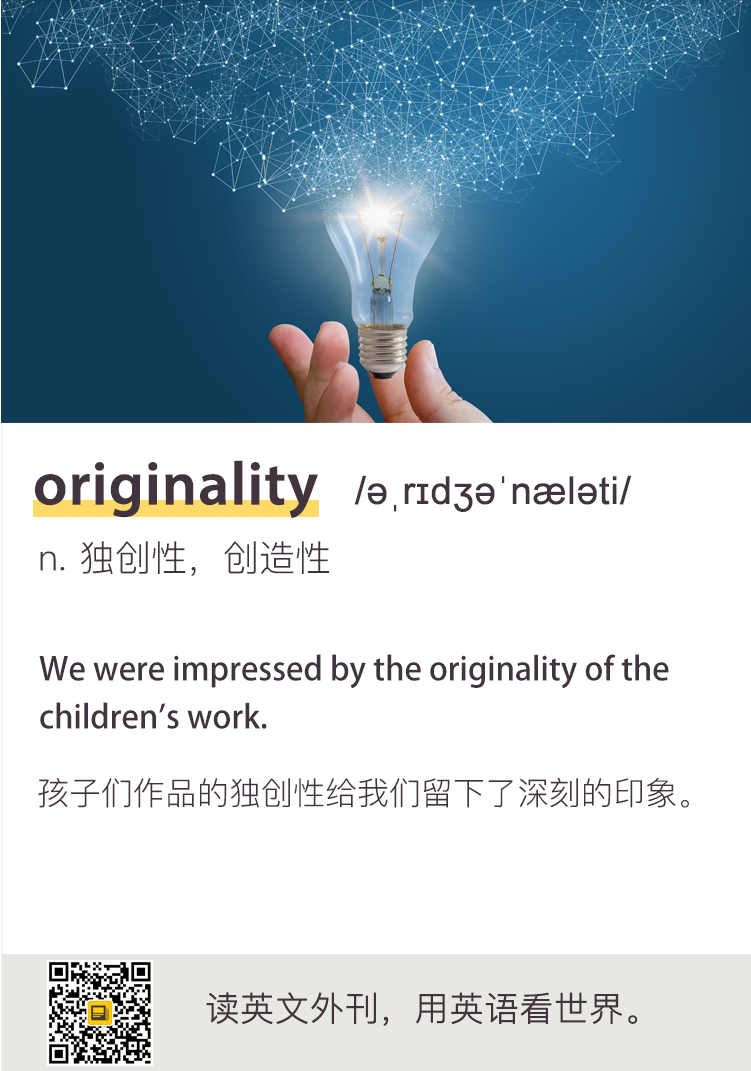 originality /əˌrɪdʒəˈnæləti/
n. 独创性，创造性
We were impressed by the originality of the
children’s work.
孩子们作品的独创性给我们留下了深刻的印象。
读英文外刊，用英语看世界。